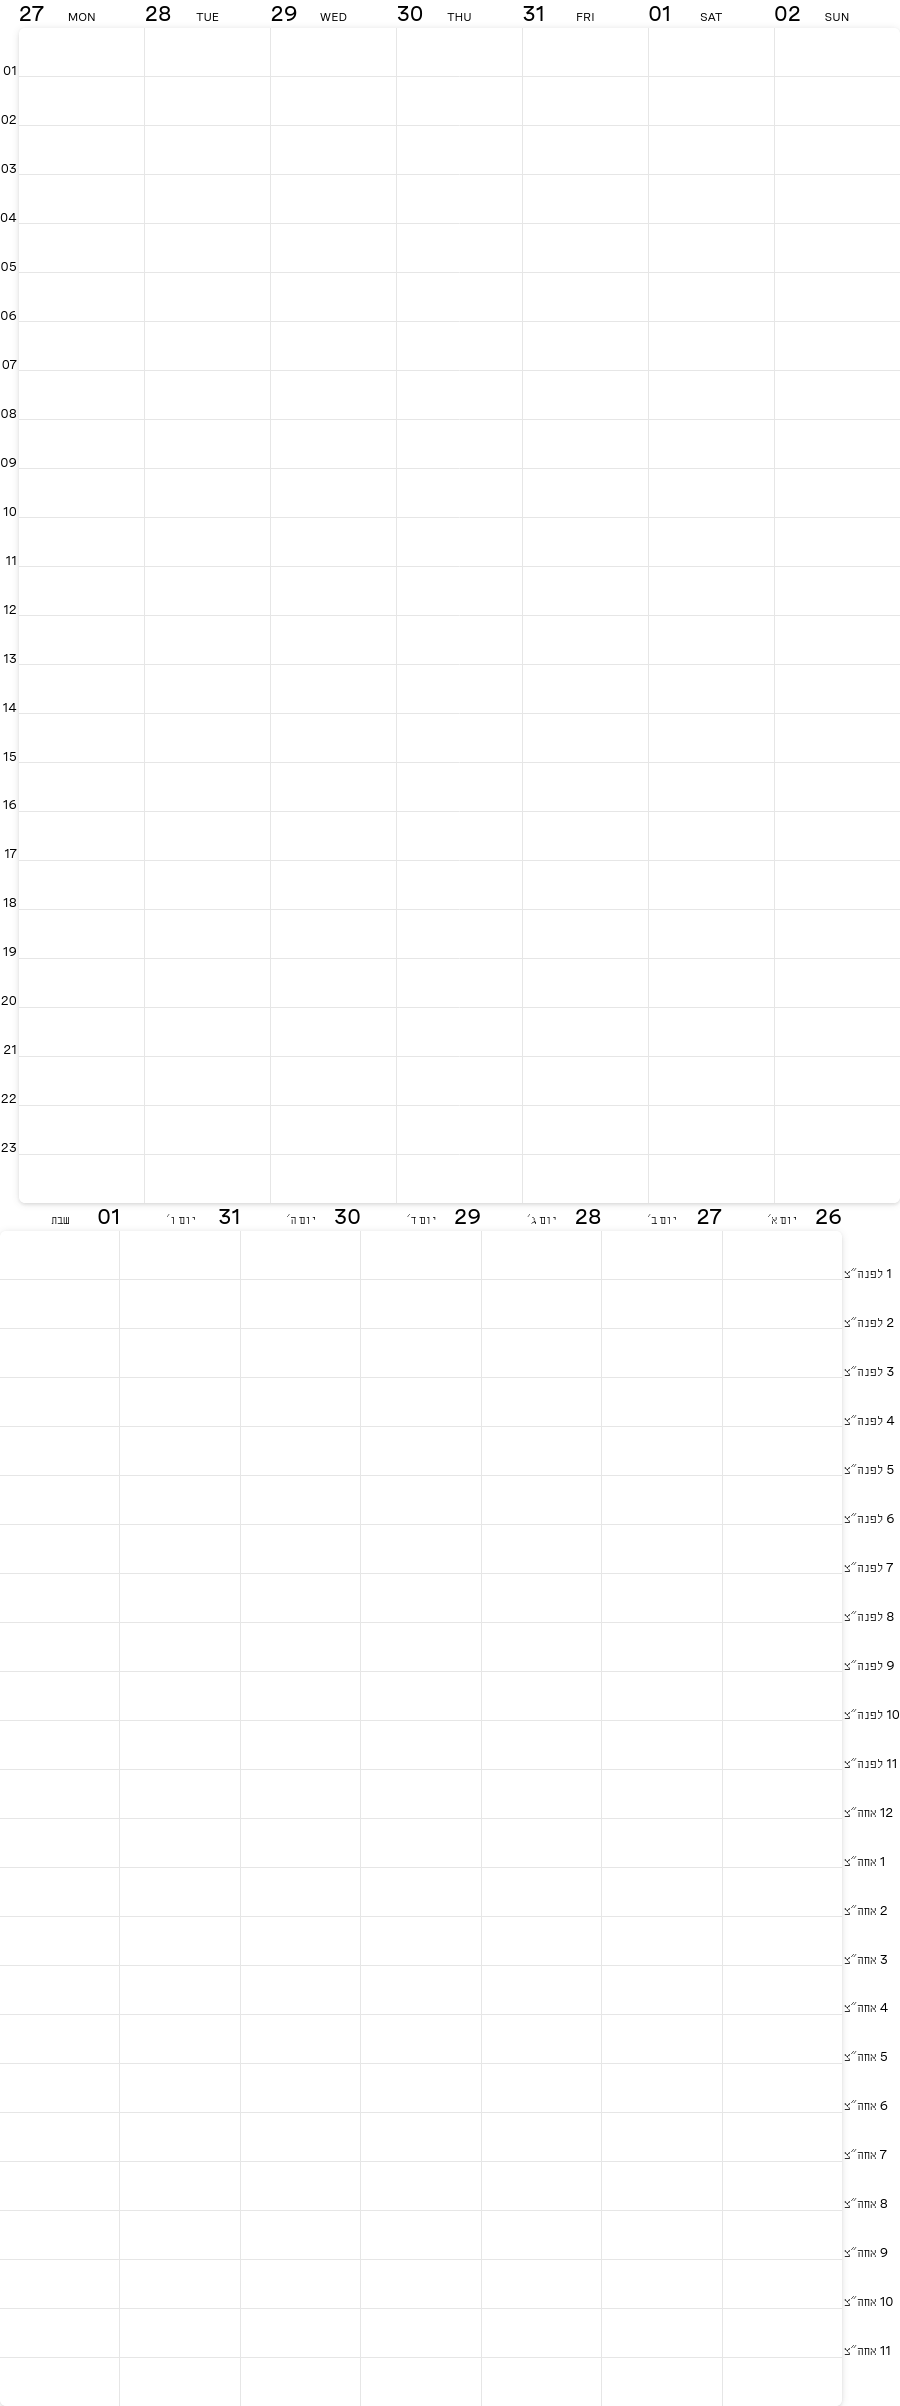 27 MON 28 TUE 29 WED 30 THU 31 FRI 01 SAT 02 SUN
01
02
03
04
05
06
07
08
09
10
11
12
13
14
15
16
17
18
19
20
21
22
23
26 יום א׳ 27 יום ב׳ 28 יום ג׳ 29 יום ד׳ 30 יום ה׳ 31 יום ו׳ 01 שבת
1 לפנה״צ
2 לפנה״צ
3 לפנה״צ
4 לפנה״צ
5 לפנה״צ
6 לפנה״צ
7 לפנה״צ
8 לפנה״צ
9 לפנה״צ
10 לפנה״צ
11 לפנה״צ
12 אחה״צ
1 אחה״צ
2 אחה״צ
3 אחה״צ
4 אחה״צ
5 אחה״צ
6 אחה״צ
7 אחה״צ
8 אחה״צ
9 אחה״צ
10 אחה״צ
11 אחה״צ